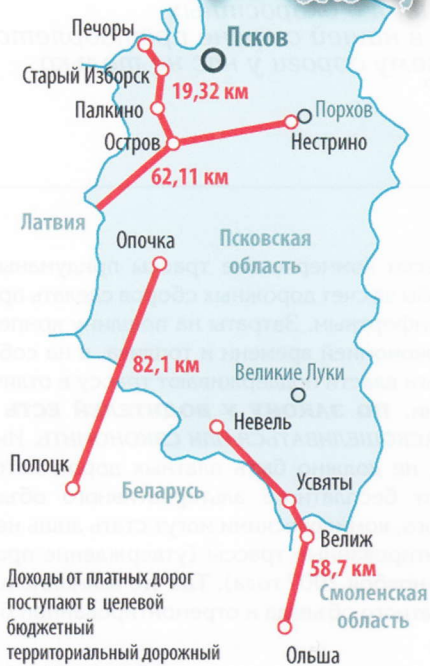 Печоры
Псков
Старый Изборск
19,32 км
Палкино
Порхов
Остров
Нестрино
62,11 км
Латвия
Опочка
Псковская
область
82,1 км
Великие Луки
Невель
Полоцк
Беларусь
Усвяты
Велиж
58,7 км
Смоленская
область
Доходы от платных дорог
поступают в целевой
бюджетный
территориальный дорожный
Ольша